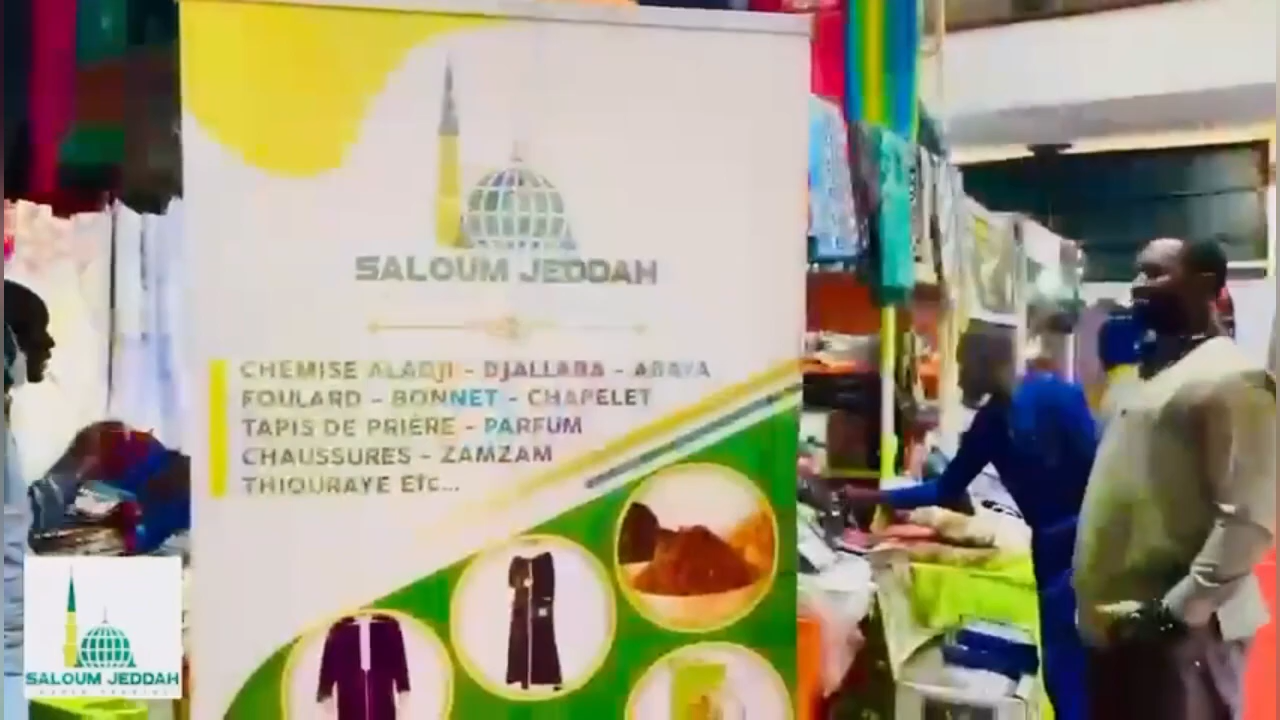 SALOUM JEDDAH
CHEMISE ALADJI - DJALLABA - ABAYA
FOULARD - BONNET - CHAPELET
TAPIS DE PRIÈRE - PARFUM
CHAUSSURES - ZAMZAM
THIOURAYE Etc...
SALOUM JEDDAH